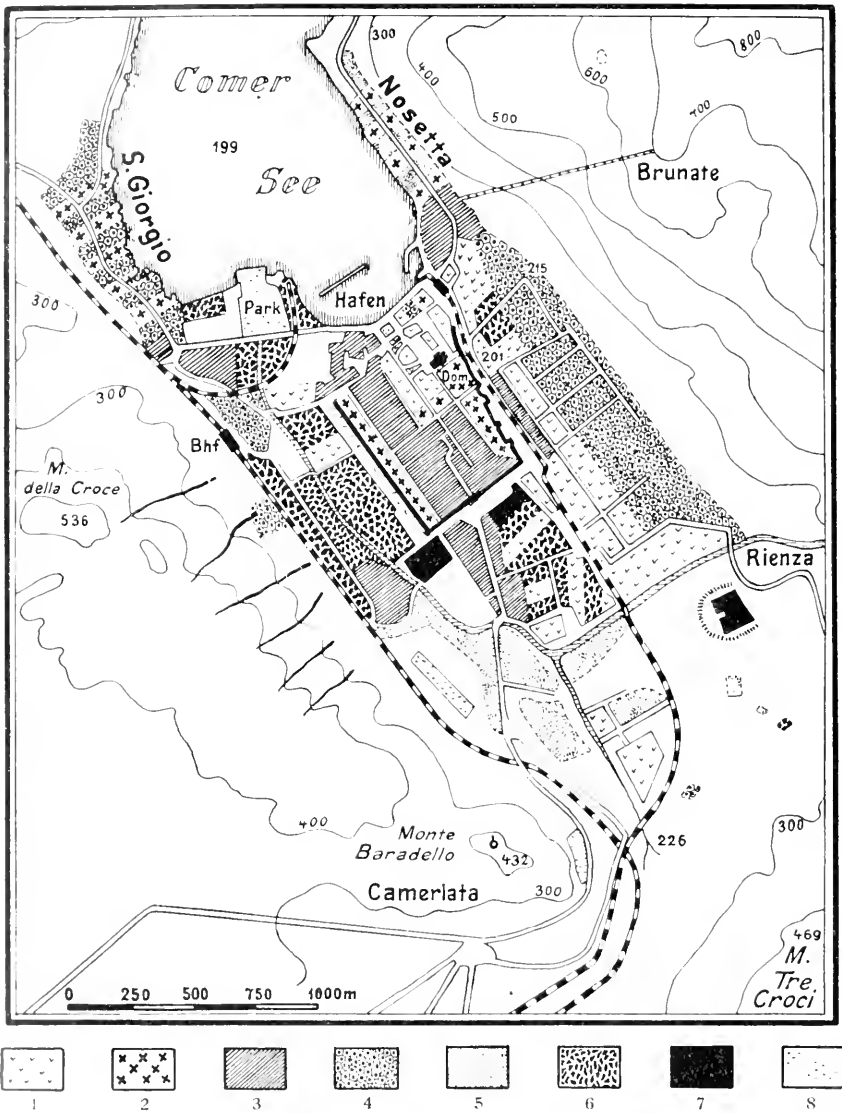 300
800
Comer
400
600
Nosetta
500
700
199
S. Giorgio
See
Brunate
215
300
Park
Hafen
201
Dom
300
Bhf
M.
della Croce
536
Rienza
400
Monte
Baradello
432
226
300
Camerlata
300
469
M.
Tre
Croci
0 250 500 750 1000m
1 2 3 4 5 6 7 8